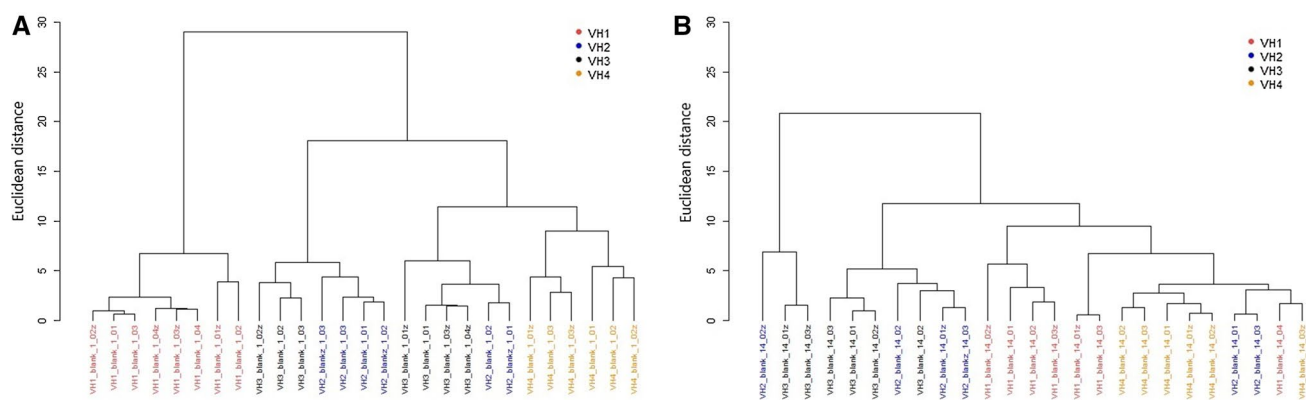 A
30
25
20
15
10
5
0
Euclidean distance
VH1
VH2
VH3
VH4
VH1_blank_1_02z
VH1_blank_1_01
VH1_blank_1_03
VH1_blank_1_04z
VH1_blank_1_03z
VH1_blank_1_04
VH1_blank_1_01z
VH1_blank_1_02
VH3_blank_1_02z
VH3_blank_1_02
VH3_blank_1_03
VH2_blankz_1_03
VH2_blank_1_03
VH2_blank_1_01
VH2_blankz_1_02
VH3_blank_1_01z
VH3_blank_1_01
VH3_blank_1_03z
VH3_blank_1_04z
VH2_blank_1_02
VH2_blankz_1_01
VH4_blank_1_01z
VH4_blank_1_03
VH4_blank_1_03z
VH4_blank_1_01
VH4_blank_1_02
VH4_blank_1_02z
B
30
25
20
15
10
5
0
Euclidean distance
VH1
VH2
VH3
VH4
VH2_blank_14_02z
VH3_blank_14_01z
VH3_blank_14_03z
VH3_blank_14_03
VH3_blank_14_01
VH3_blank_14_02z
VH2_blank_14_02
VH2_blank_14_03z
VH2_blank_14_01z
VH2_blankz_14_03
VH1_blank_14_02z
VH1_blank_14_01
VH1_blank_14_02
VH1_blank_14_03z
VH1_blank_14_01z
VH1_blank_14_03
VH4_blank_14_02
VH4_blank_14_03
VH4_blank_14_01
VH4_blank_14_01z
VH4_blank_14_02z
VH2_blank_14_01
VH2_blank_14_03
VH1_blank_14_04
VH4_blank_14_03z